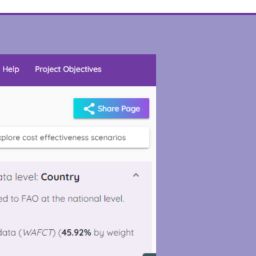 Help Project Objectives
Share Page
xplore cost effectiveness scenarios
ata level: Country
ed to FAO at the national level.
data (WAFCT) (45.92% by weight